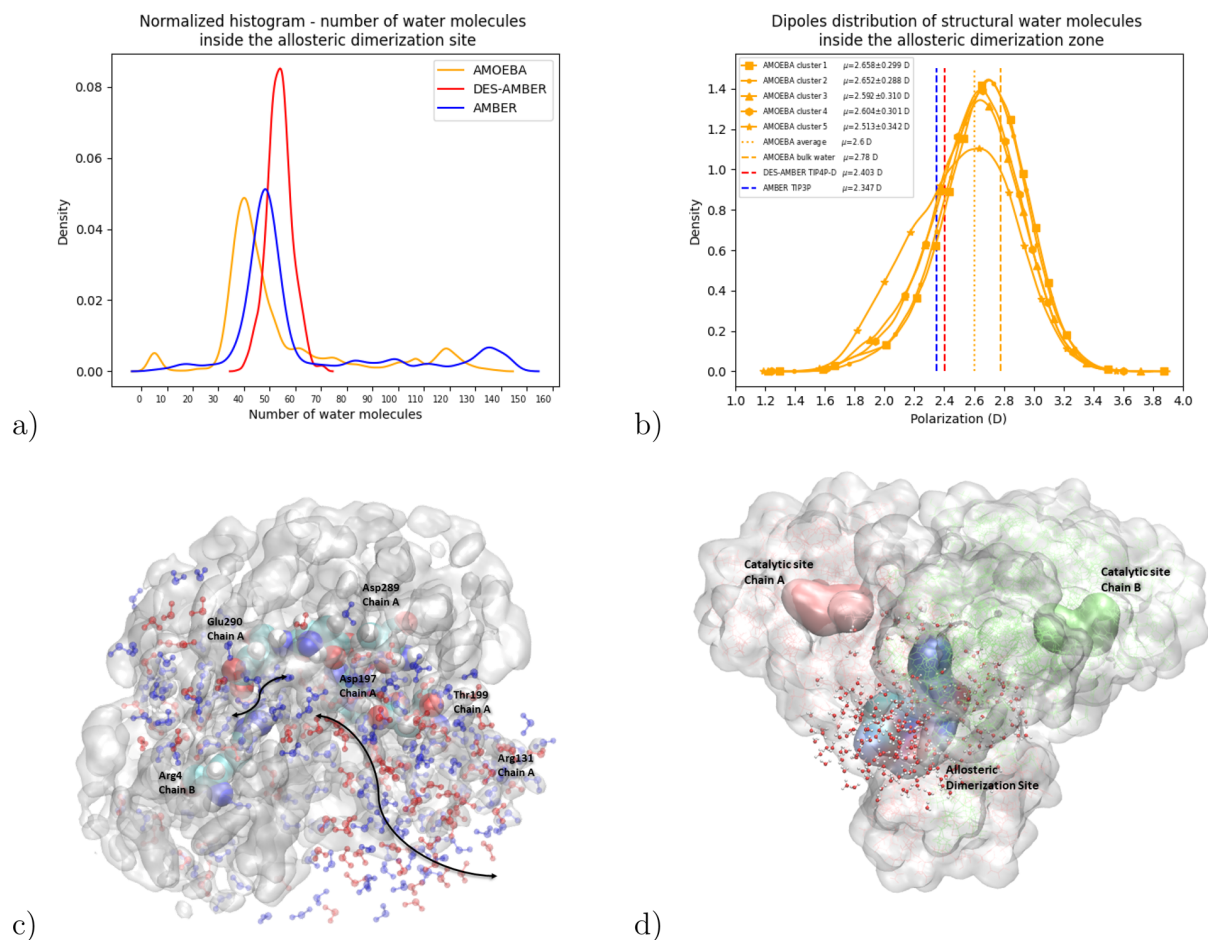 Normalized histogram - number of water molecules
inside the allosteric dimerization site
AMOEBA
DES-AMBER
AMBER
0.08
0.06
0.04
0.02
0.00
Density
0 10 20 30 40 50 60 70 80 90 100 110 120 130 140 150 160
Number of water molecules
a)
Dipoles distribution of structural water molecules
inside the allosteric dimerization zone
AMOEBA cluster 1 μ=2.658±0.299 D
AMOEBA cluster 2 μ=2.652±0.288 D
AMOEBA cluster 3 μ=2.592±0.310 D
AMOEBA cluster 4 μ=2.604±0.301 D
AMOEBA cluster 5 μ=2.513±0.342 D
AMOEBA average μ=2.6 D
AMOEBA bulk water μ=2.78 D
DES-AMBER TIP4P-D μ=2.403 D
AMBER TIP3P μ=2.347 D
1.4
1.2
1.0
0.8
0.6
0.4
0.2
0.0
Density
1.0 1.2 1.4 1.6 1.8 2.0 2.2 2.4 2.6 2.8 3.0 3.2 3.4 3.6 3.8 4.0
Polarization (D)
b)
Asp289
Chain A
Glu290
Chain A
Asp197
Chain A
Thr199
Chain A
Arg131
Chain A
Arg4
Chain B
c)
Catalytic site
Chain A
Catalytic site
Chain B
Allosteric
Dimerization Site
d)